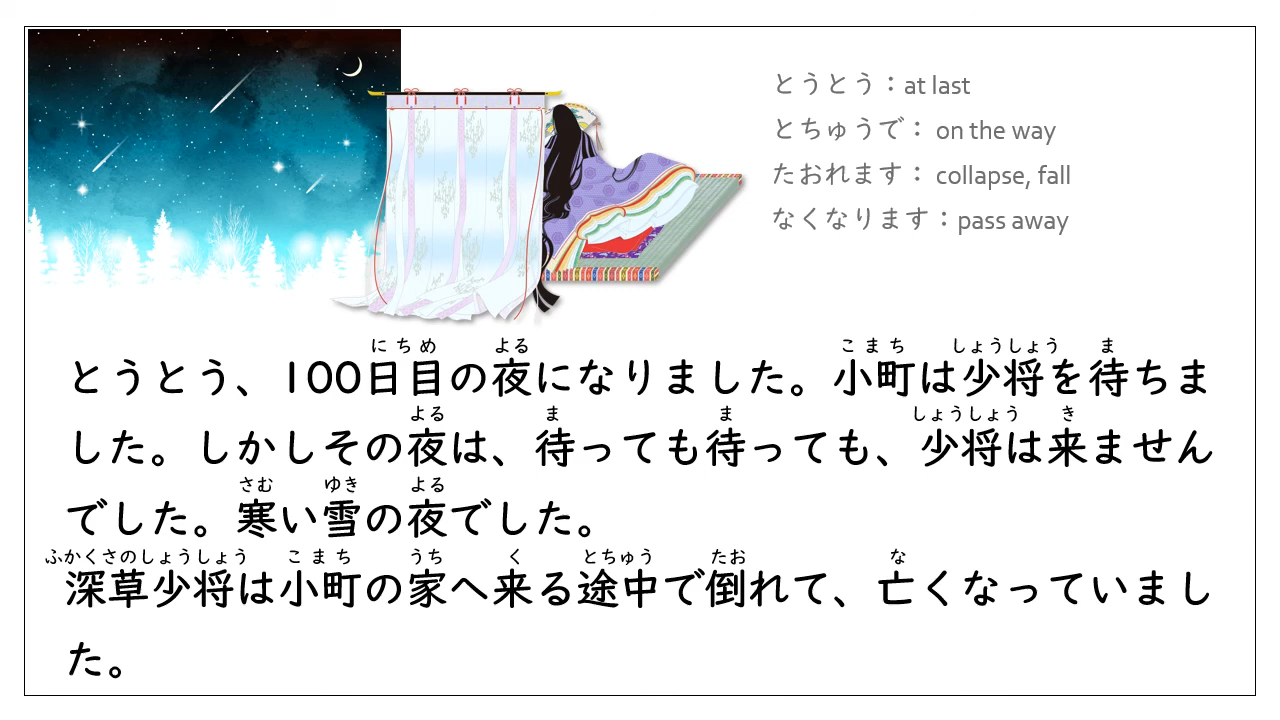 とうとう：at last
とちゅうで： on the way
たおれます： collapse, fall
なくなります：pass away
にちめ よる こまち しょうしょう ま
とうとう、100日目の夜になりました。小町は少将を待ちま
よる ま ま しょうしょう き
した。しかしその夜は、待っても待っても、少将は来ません
さむ ゆき よる
でした。寒い雪の夜でした。
ふかくさのしょうしょう こまち うち く とちゅう たお な
深草少将は小町の家へ来る途中で倒れて、亡くなっていまし
た。